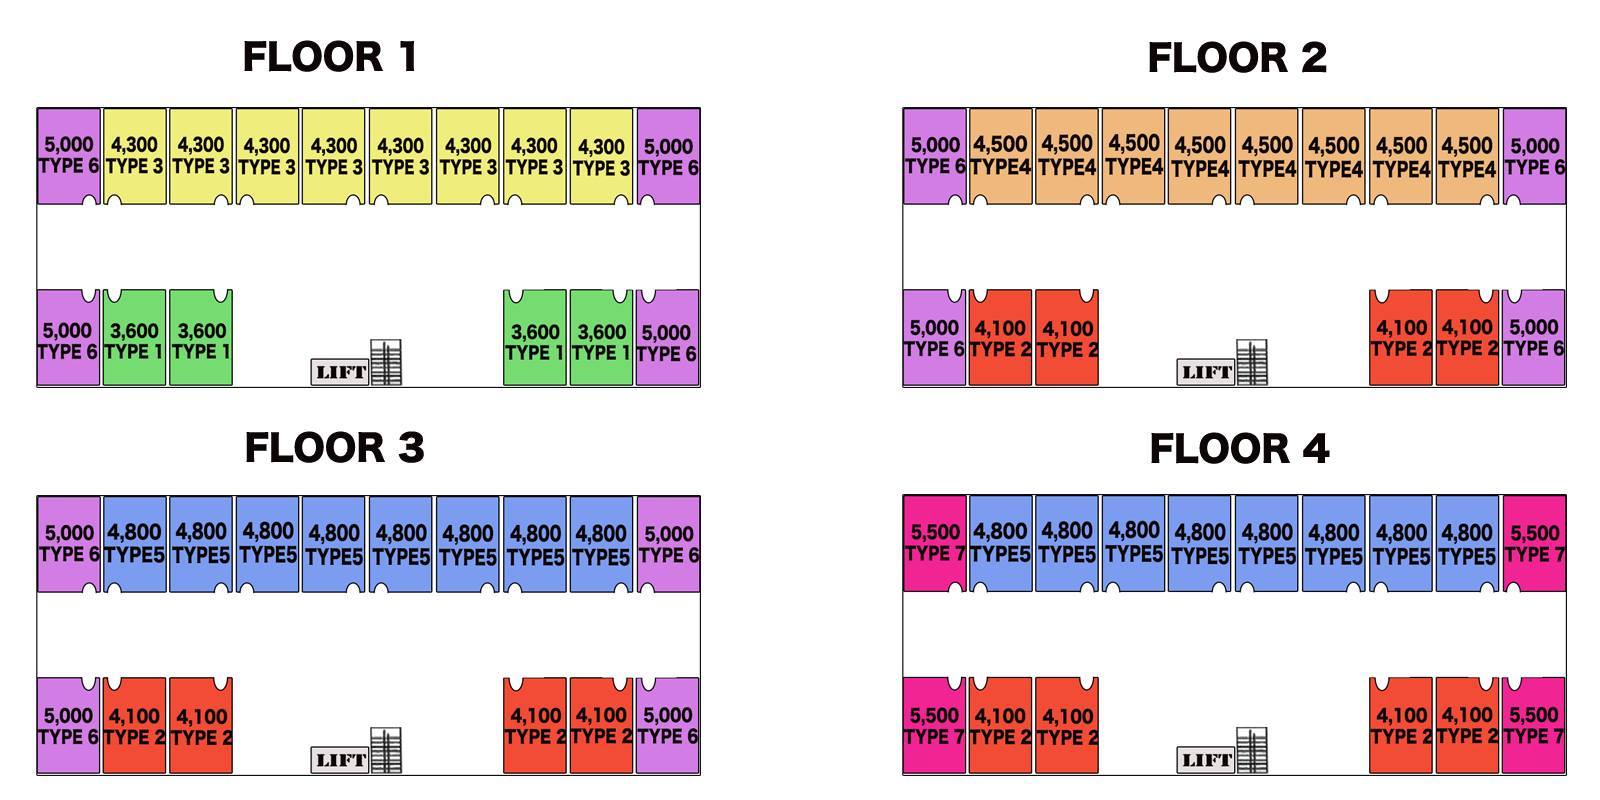 FLOOR 1
5,000 4,300 4,300 4,300 4,300 4,300 4,300 4,300 4,300 5,000
TYPE 6 TYPE 3 TYPE 3 TYPE 3 TYPE 3 TYPE 3 TYPE 3 TYPE 3 TYPE 3 TYPE 6
5,000 3,600 3,600 3,600 3,600 5,000
TYPE 6 TYPE 1 TYPE 1 TYPE 1 TYPE 1 TYPE 6
LIFT
FLOOR 2
5,000 4,500 4,500 4,500 4,500 4,500 4,500 4,500 4,500 5,000
TYPE 6 TYPE4 TYPE4 TYPE4 TYPE4 TYPE4 TYPE4 TYPE4 TYPE4 TYPE 6
5,000 4,100 4,100 4,100 4,100 5,000
TYPE 6 TYPE 2 TYPE 2 TYPE 2 TYPE 2 TYPE 6
LIFT
FLOOR 3
5,000 4,800 4,800 4,800 4,800 4,800 4,800 4,800 4,800 5,000
TYPE 6 TYPE5 TYPE5 TYPE5 TYPE5 TYPE5 TYPE5 TYPE5 TYPE5 TYPE 6
5,000 4,100 4,100 4,100 4,100 5,000
TYPE 6 TYPE 2 TYPE 2 TYPE 2 TYPE 2 TYPE 6
LIFT
FLOOR 4
5,500 4,800 4,800 4,800 4,800 4,800 4,800 4,800 4,800 5,500
TYPE 7 TYPE5 TYPE5 TYPE5 TYPE5 TYPE5 TYPE5 TYPE5 TYPE5 TYPE 7
5,500 4,100 4,100 4,100 4,100 5,500
TYPE 7 TYPE 2 TYPE 2 TYPE 2 TYPE 2 TYPE 7
LIFT